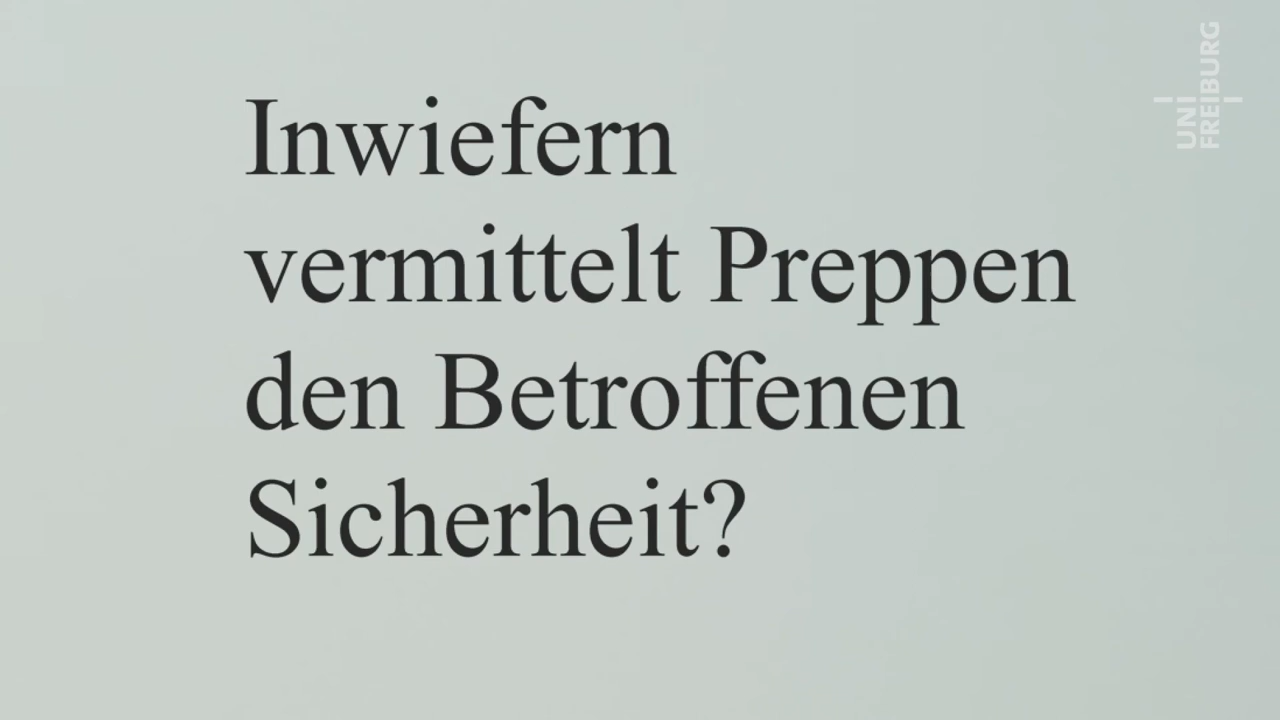 Inwiefern
vermittelt Preppen
den Betroffenen
Sicherheit?
UNI
FREIBURG